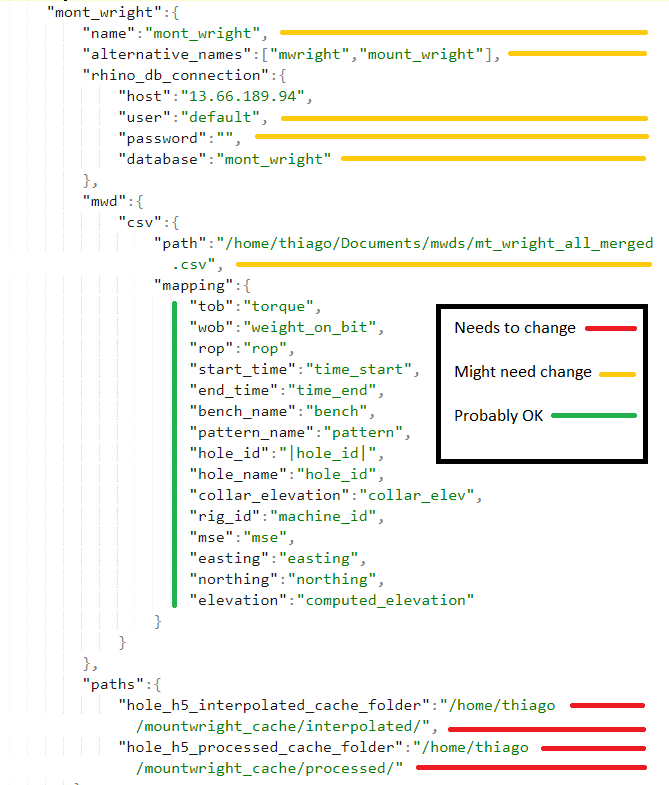 "mont_wright":{
"name":"mont_wright",
"alternative_names":["mwright","mount_wright"],
"rhino_db_connection":{
"host":"13.66.189.94",
"user":"default",
"password":"",
"database":"mont_wright"
},
"mwd":{
"csv":{
"path":"/home/thiago/Documents/mwds/mt_wright_all_merged
.csv",
"mapping":{
"tob":"torque",
"wob":"weight_on_bit",
"rop":"rop",
"start_time":"time_start",
"end_time":"time_end",
"bench_name":"bench",
"pattern_name":"pattern",
"hole_id":"|hole_id|",
"hole_name":"hole_id",
"collar_elevation":"collar_elev",
"rig_id":"machine_id",
"mse":"mse",
"easting":"easting",
"northing":"northing",
"elevation":"computed_elevation"
}
}
},
"paths":{
"hole_h5_interpolated_cache_folder":"/home/thiago
/mountwright_cache/interpolated/",
"hole_h5_processed_cache_folder":"/home/thiago
/mountwright_cache/processed/"
Needs to change
Might need change
Probably OK